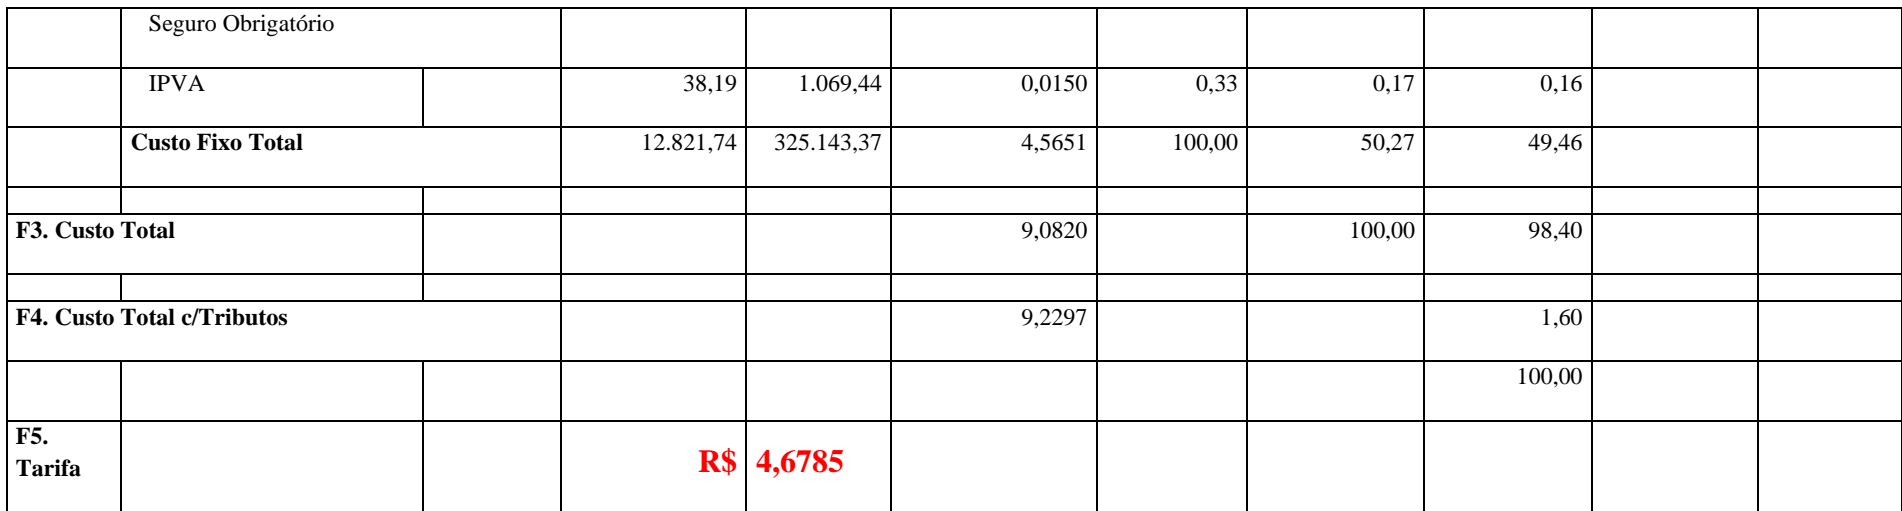 Seguro Obrigatório
IPVA 38,19 1.069,44 0,0150 0,33 0,17 0,16
Custo Fixo Total 12.821,74 325.143,37 4,5651 100,00 50,27 49,46
F3. Custo Total 9,0820 100,00 98,40
F4. Custo Total c/Tributos 9,2297 1,60
100,00
F5.
Tarifa R$ 4,6785